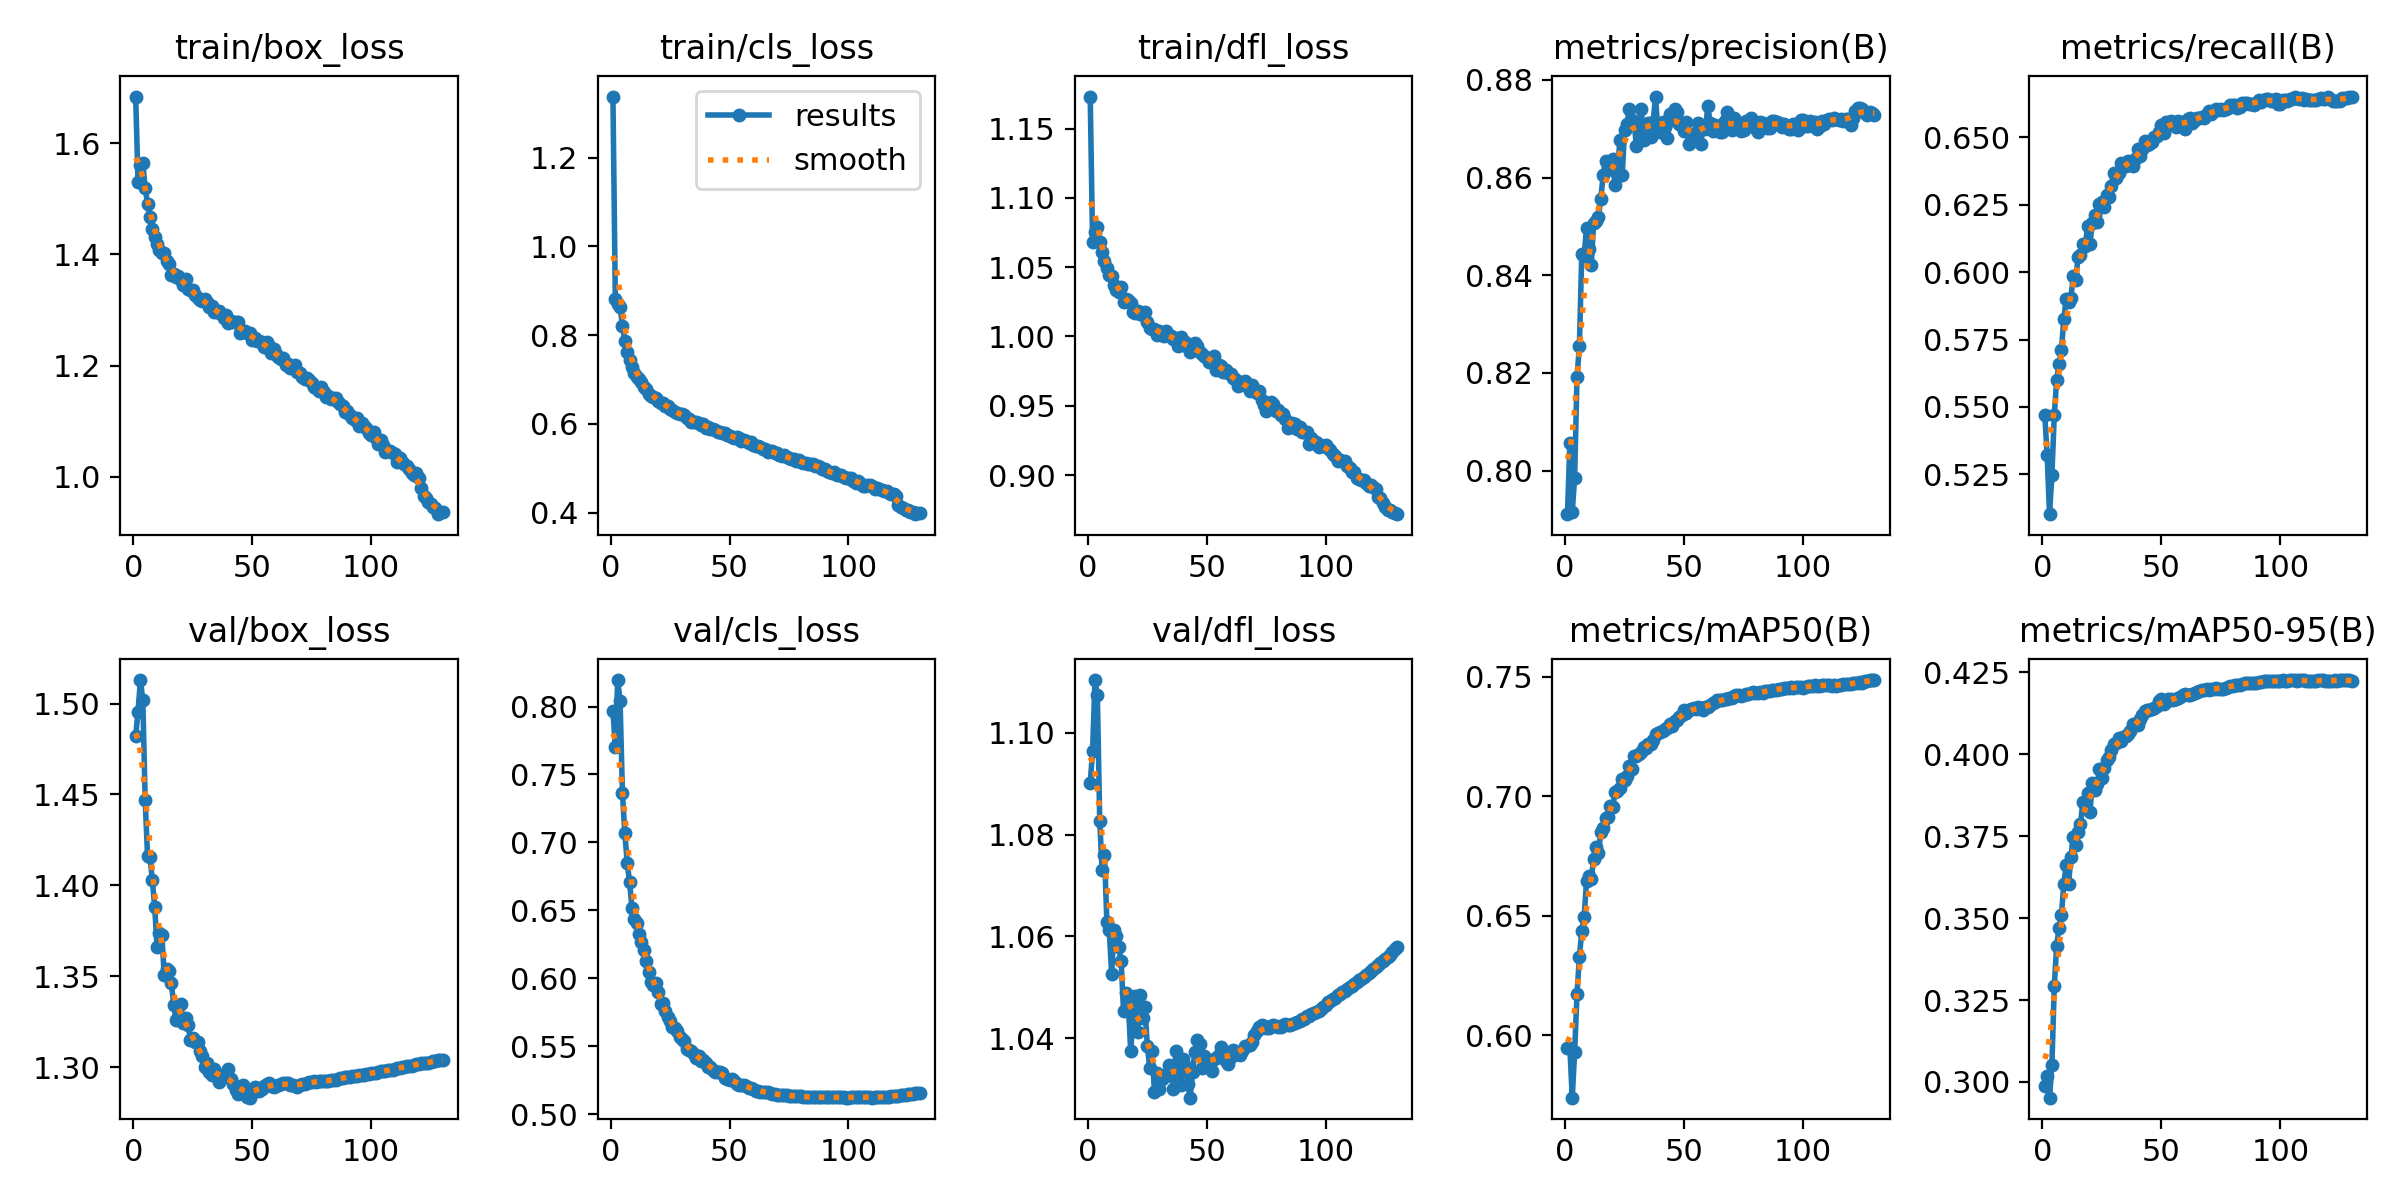 train/box_loss
1.6
1.4
1.2
1.0
0 50 100
train/cls_loss
results
smooth
1.2
1.0
0.8
0.6
0.4
0 50 100
train/dfl_loss
1.15
1.10
1.05
1.00
0.95
0.90
0 50 100
metrics/precision(B)
0.88
0.86
0.84
0.82
0.80
0 50 100
metrics/recall(B)
0.650
0.625
0.600
0.575
0.550
0.525
0 50 100
val/box_loss
1.50
1.45
1.40
1.35
1.30
0 50 100
val/cls_loss
0.80
0.75
0.70
0.65
0.60
0.55
0.50
0 50 100
val/dfl_loss
1.10
1.08
1.06
1.04
0 50 100
metrics/mAP50(B)
0.75
0.70
0.65
0.60
0 50 100
metrics/mAP50-95(B)
0.425
0.400
0.375
0.350
0.325
0.300
0 50 100